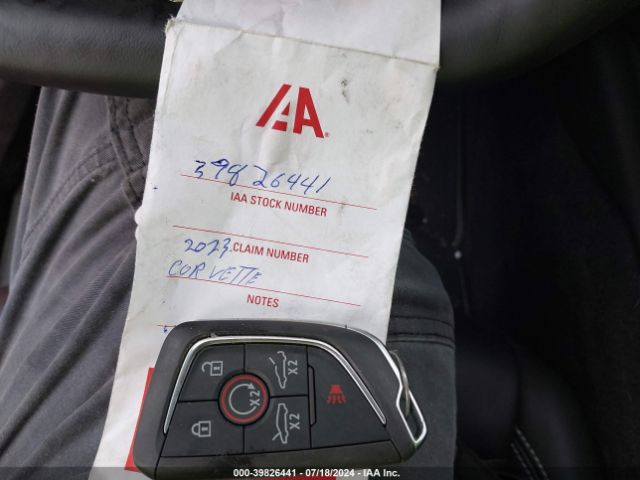 IAA®
39826441
IAA STOCK NUMBER
2023
CLAIM NUMBER
CORVETTE
NOTES
X2
X2
X2
000-39826441 | 07/18/2024 - IAA Inc.